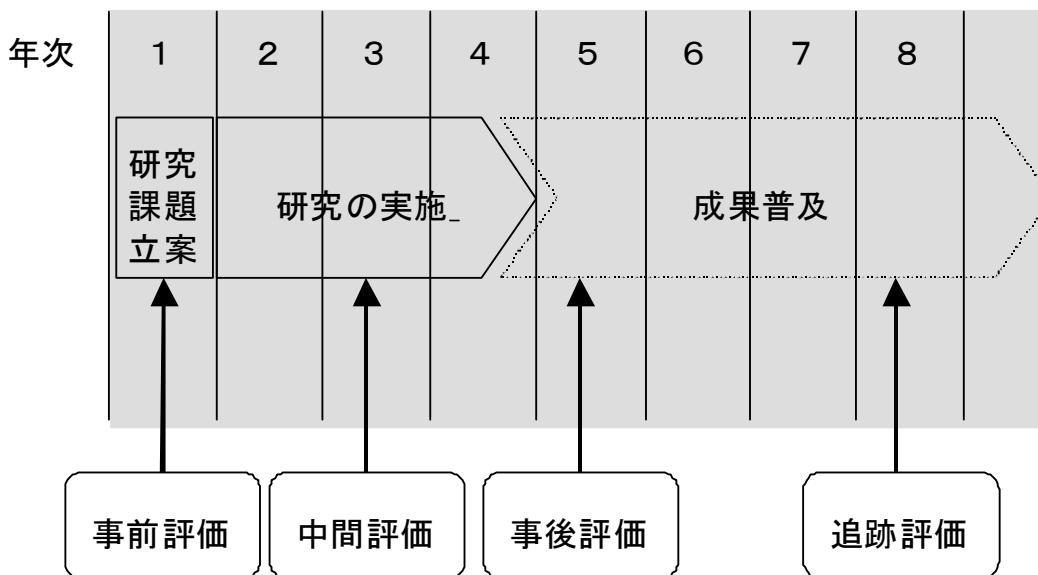 年次 1 2 3 4 5 6 7 8
研究
課題
立案
研究の実施_
成果普及
事前評価
中間評価
事後評価
追跡評価